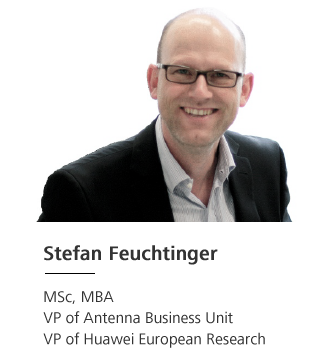 Stefan Feuchtinger
MSc, MBA
VP of Antenna Business Unit
VP of Huawei European Research